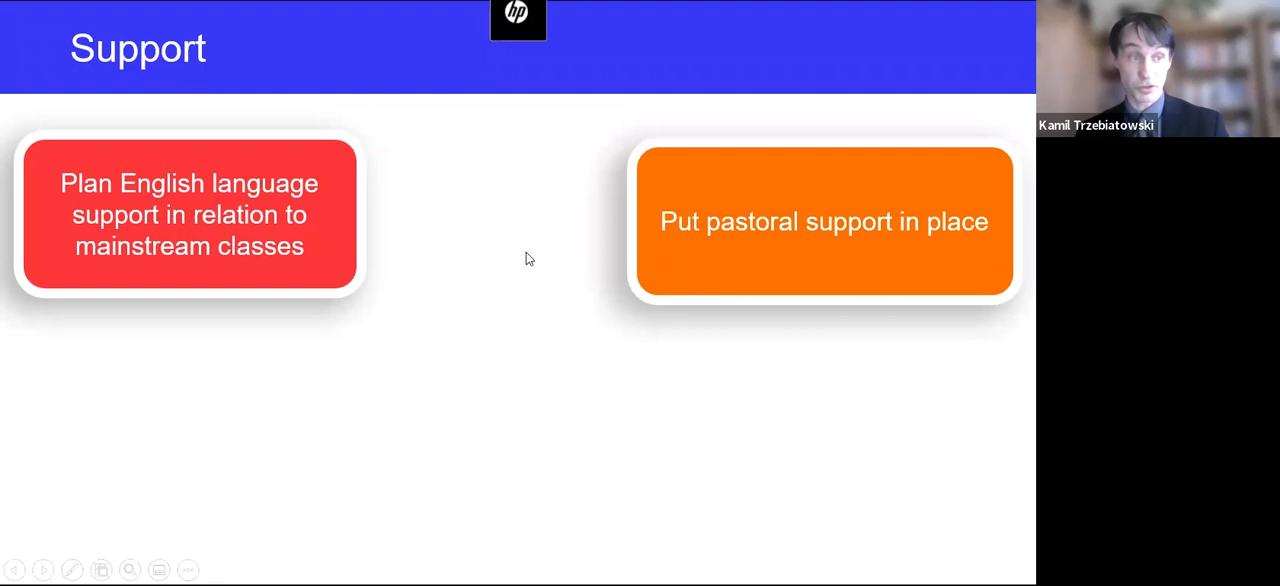 Support
hp
Plan English language
support in relation to
mainstream classes
Put pastoral support in place
Kamil Trzebiatowski